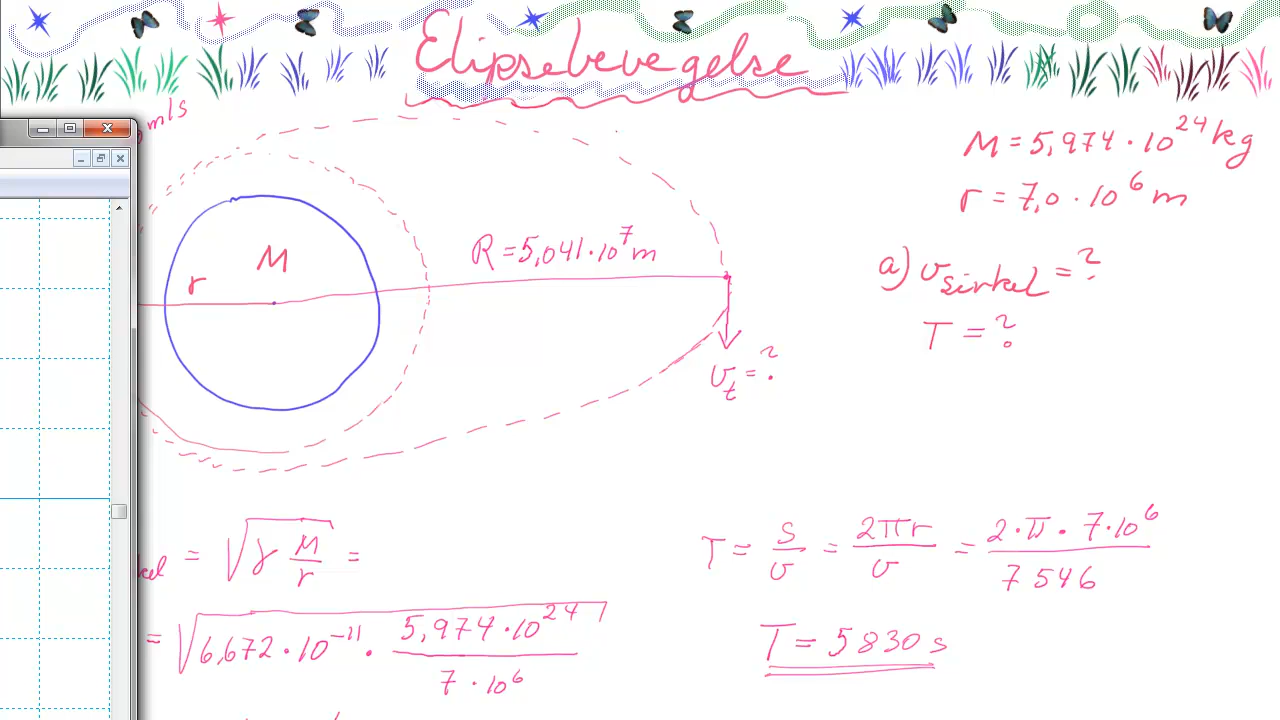 Elipsebevegelse
m/s
M = 5,974 · 10^24 kg
r = 7,0 · 10^6 m
M
r
R = 5,041 · 10^7 m
a) v_sirkel = ?
T = ?
v_t = ?
kel = √(γ M/r) =
= √(6,672 · 10^-11 · 5,974 · 10^24 / 7 · 10^6)
T = s/v = 2πr/v = 2 · π · 7 · 10^6 / 7546
T = 5830 s